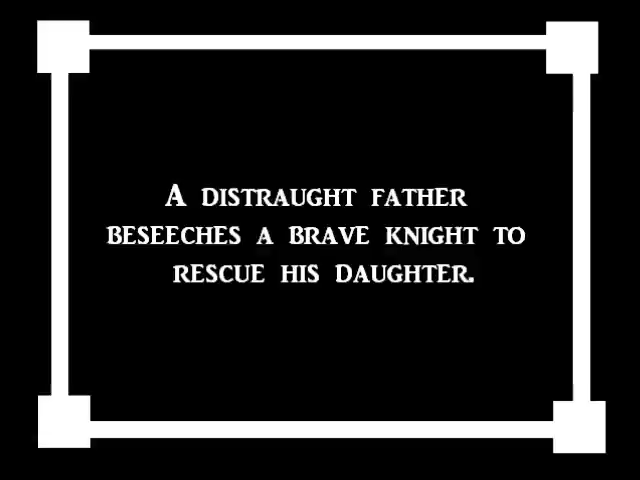 A DISTRAUGHT FATHER
BESEECHES A BRAVE KNIGHT TO
RESCUE HIS DAUGHTER.